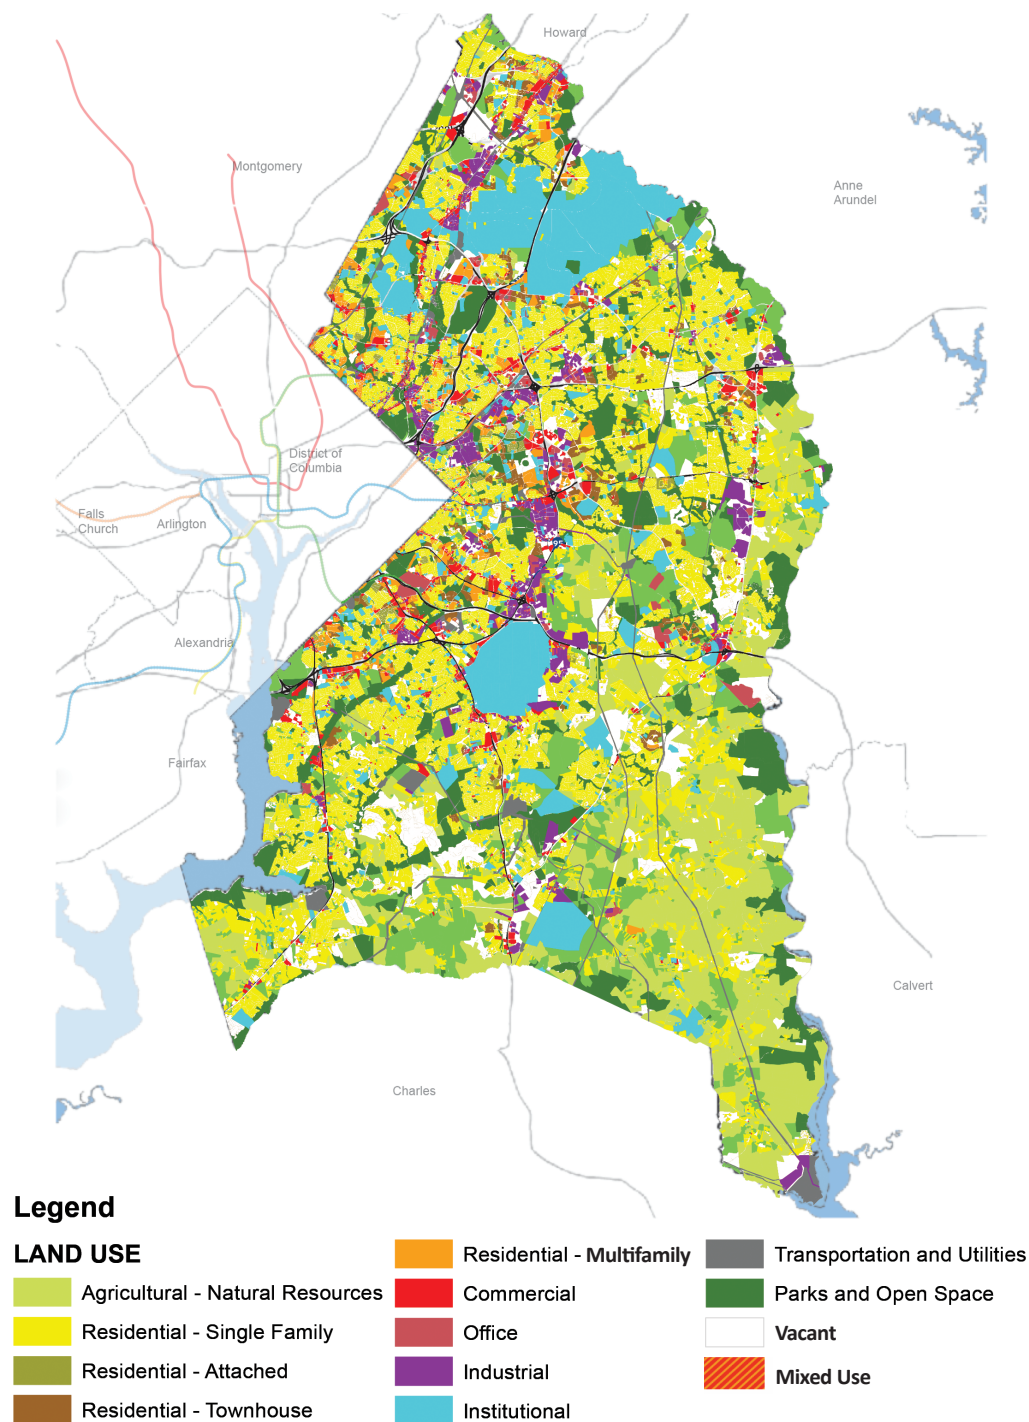 Howard
Montgomery
Anne
Arundel
District of
Columbia
Falls
Church
Arlington
Alexandria
Fairfax
Calvert
Charles
Legend
LAND USE
Agricultural - Natural Resources
Residential - Single Family
Residential - Attached
Residential - Townhouse
Residential - Multifamily
Commercial
Office
Industrial
Institutional
Transportation and Utilities
Parks and Open Space
Vacant
Mixed Use